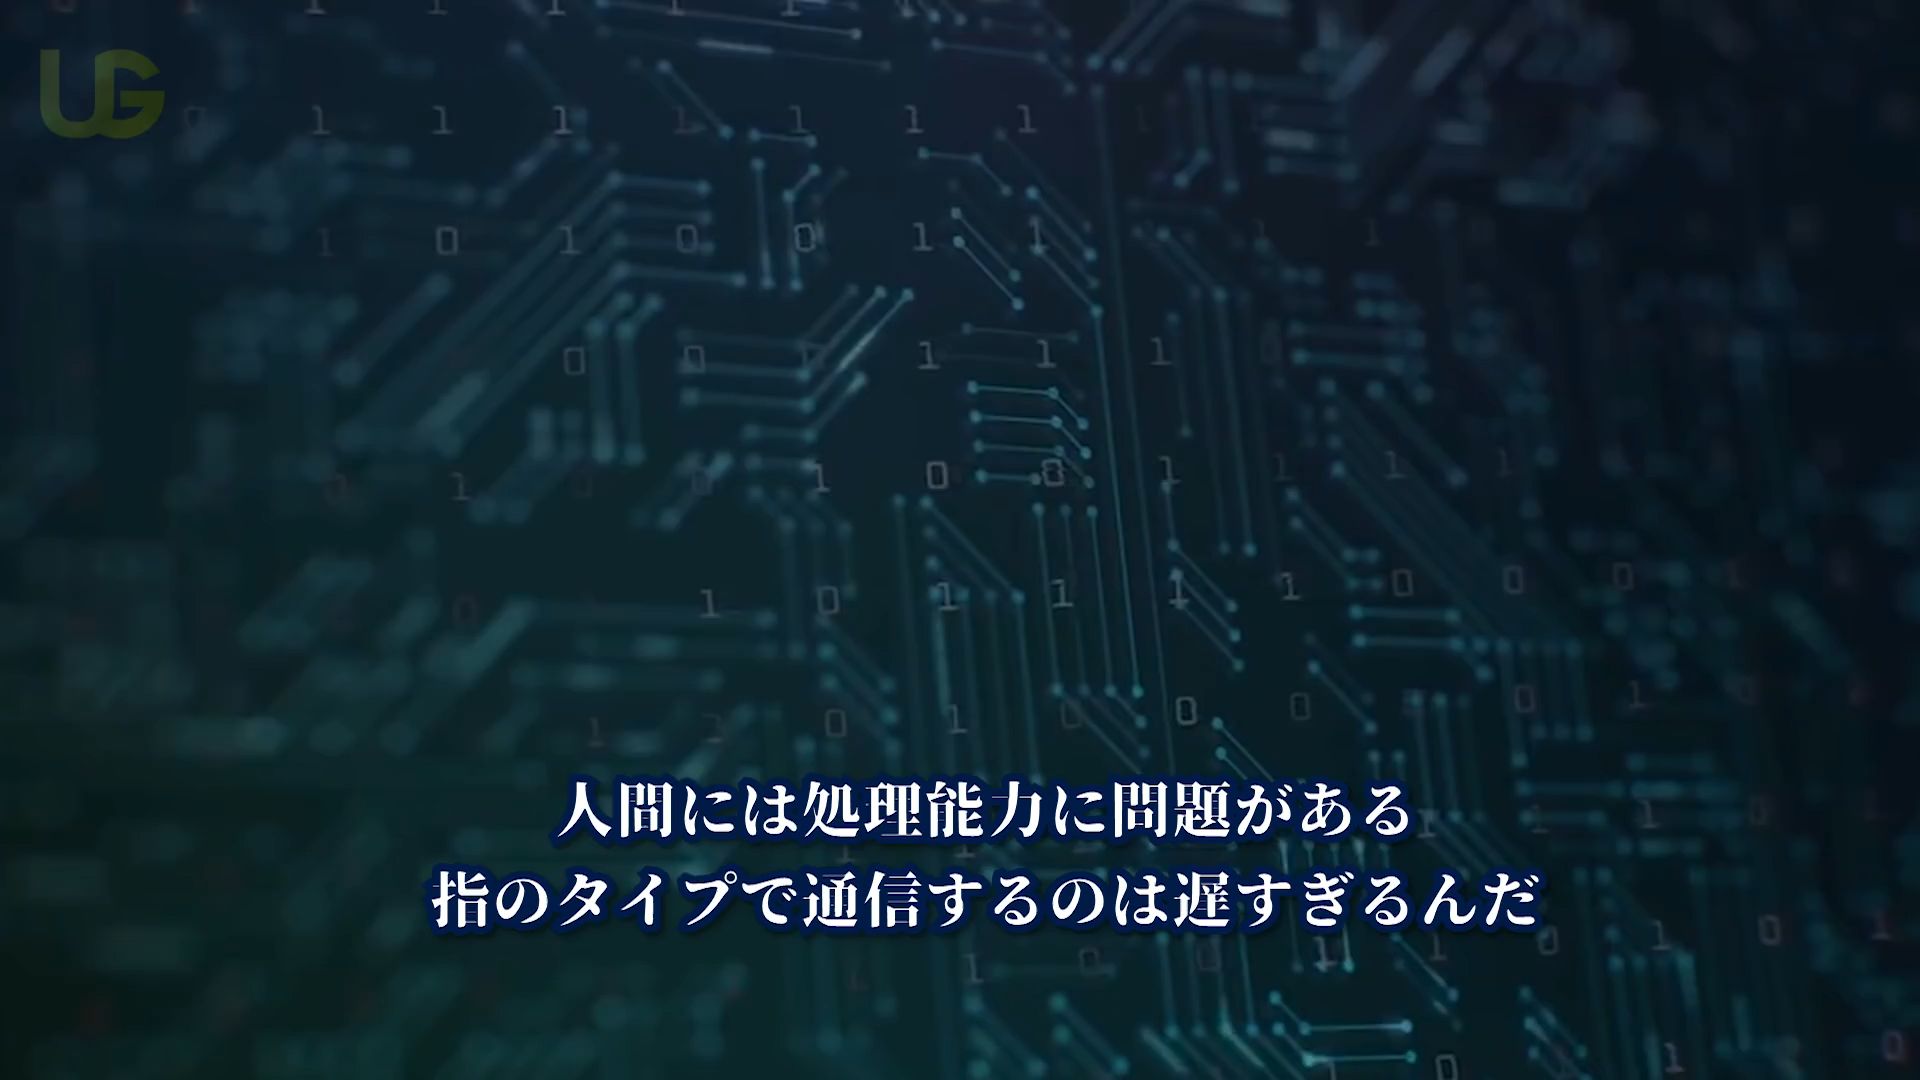 UG
人間には処理能力に問題がある
指のタイプで通信するのは遅すぎるんだ